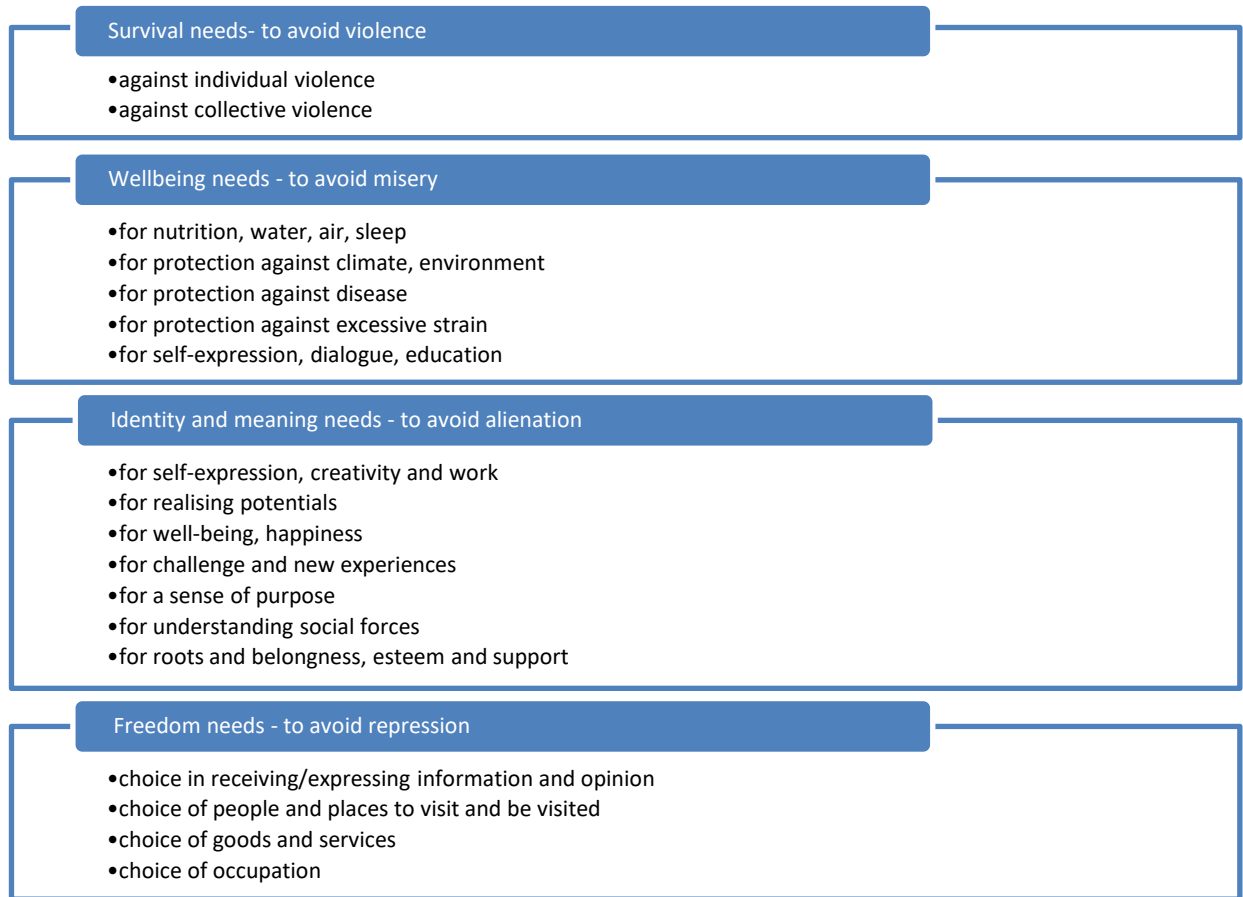 Survival needs- to avoid violence
•against individual violence
•against collective violence
Wellbeing needs - to avoid misery
•for nutrition, water, air, sleep
•for protection against climate, environment
•for protection against disease
•for protection against excessive strain
•for self-expression, dialogue, education
Identity and meaning needs - to avoid alienation
•for self-expression, creativity and work
•for realising potentials
•for well-being, happiness
•for challenge and new experiences
•for a sense of purpose
•for understanding social forces
•for roots and belongness, esteem and support
Freedom needs - to avoid repression
•choice in receiving/expressing information and opinion
•choice of people and places to visit and be visited
•choice of goods and services
•choice of occupation